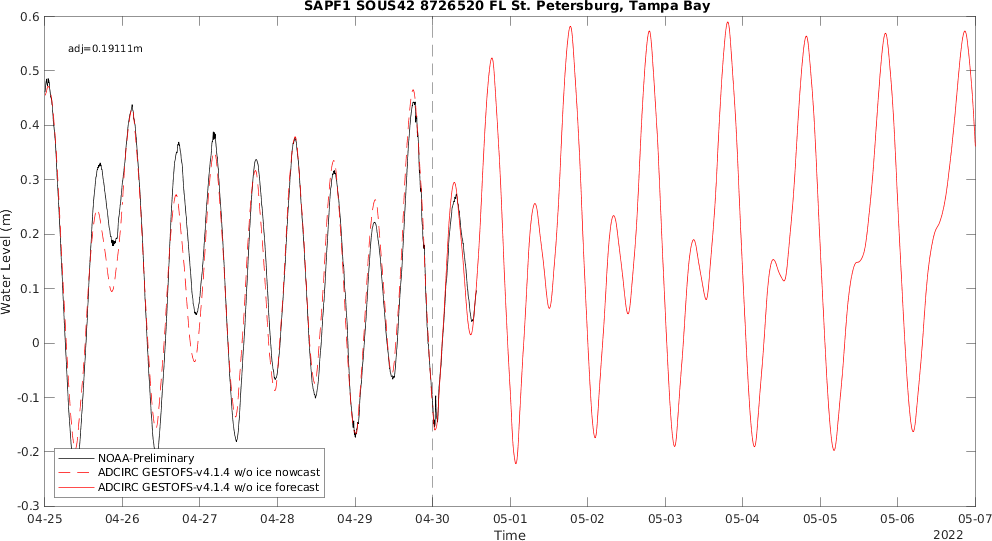 SAPF1 SOUS42 8726520 FL St. Petersburg, Tampa Bay
adj=0.19111m
0.6
0.5
0.4
0.3
0.2
0.1
0
-0.1
-0.2
-0.3
Water Level (m)
NOAA-Preliminary
ADCIRC GESTOFS-v4.1.4 w/o ice nowcast
ADCIRC GESTOFS-v4.1.4 w/o ice forecast
04-25 04-26 04-27 04-28 04-29 04-30 05-01 05-02 05-03 05-04 05-05 05-06 05-07
Time
2022